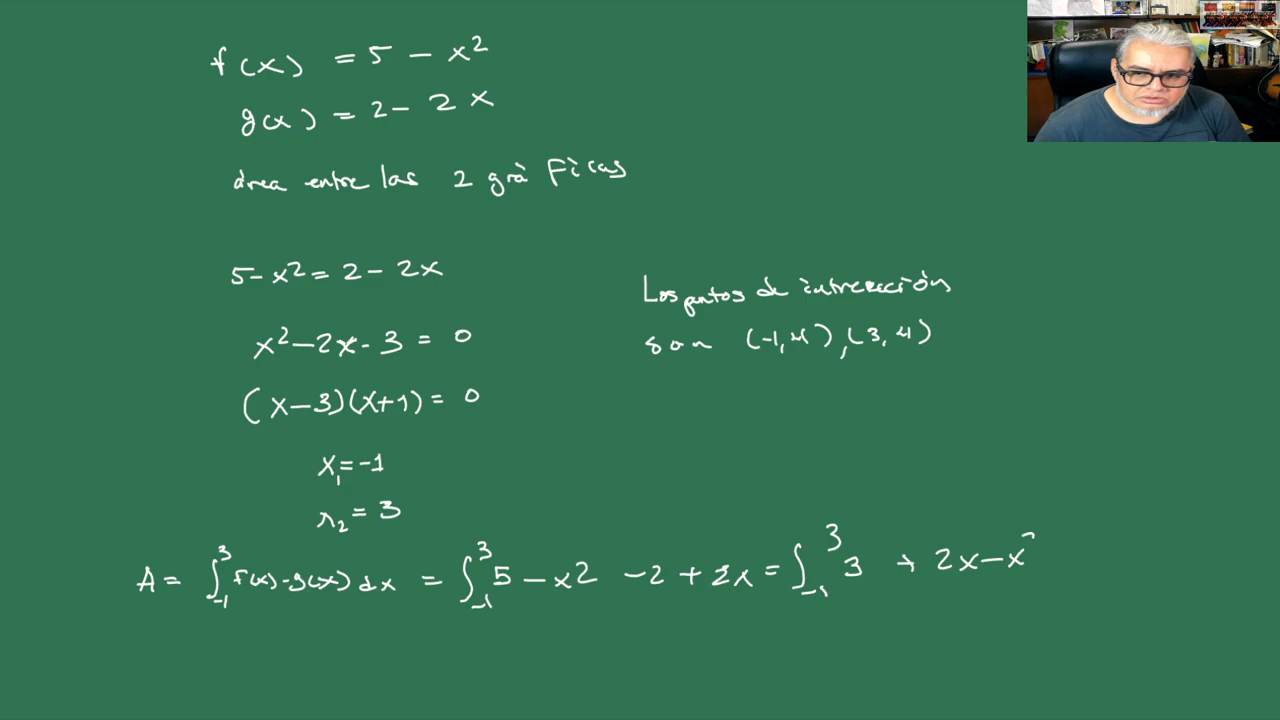 f(x) = 5 - x²
g(x) = 2 - 2x
área entre las 2 gràficas
5 - x² = 2 - 2x
x² - 2x - 3 = 0
(x-3)(x+1) = 0
x₁ = -1
x₂ = 3
Los puntos de intresección
son (-1,4), (3,4)
A = ∫₋₁³ f(x) - g(x) dx = ∫₋₁³ 5 - x2 - 2 + 2x = ∫₋₁³ 3 + 2x - x²